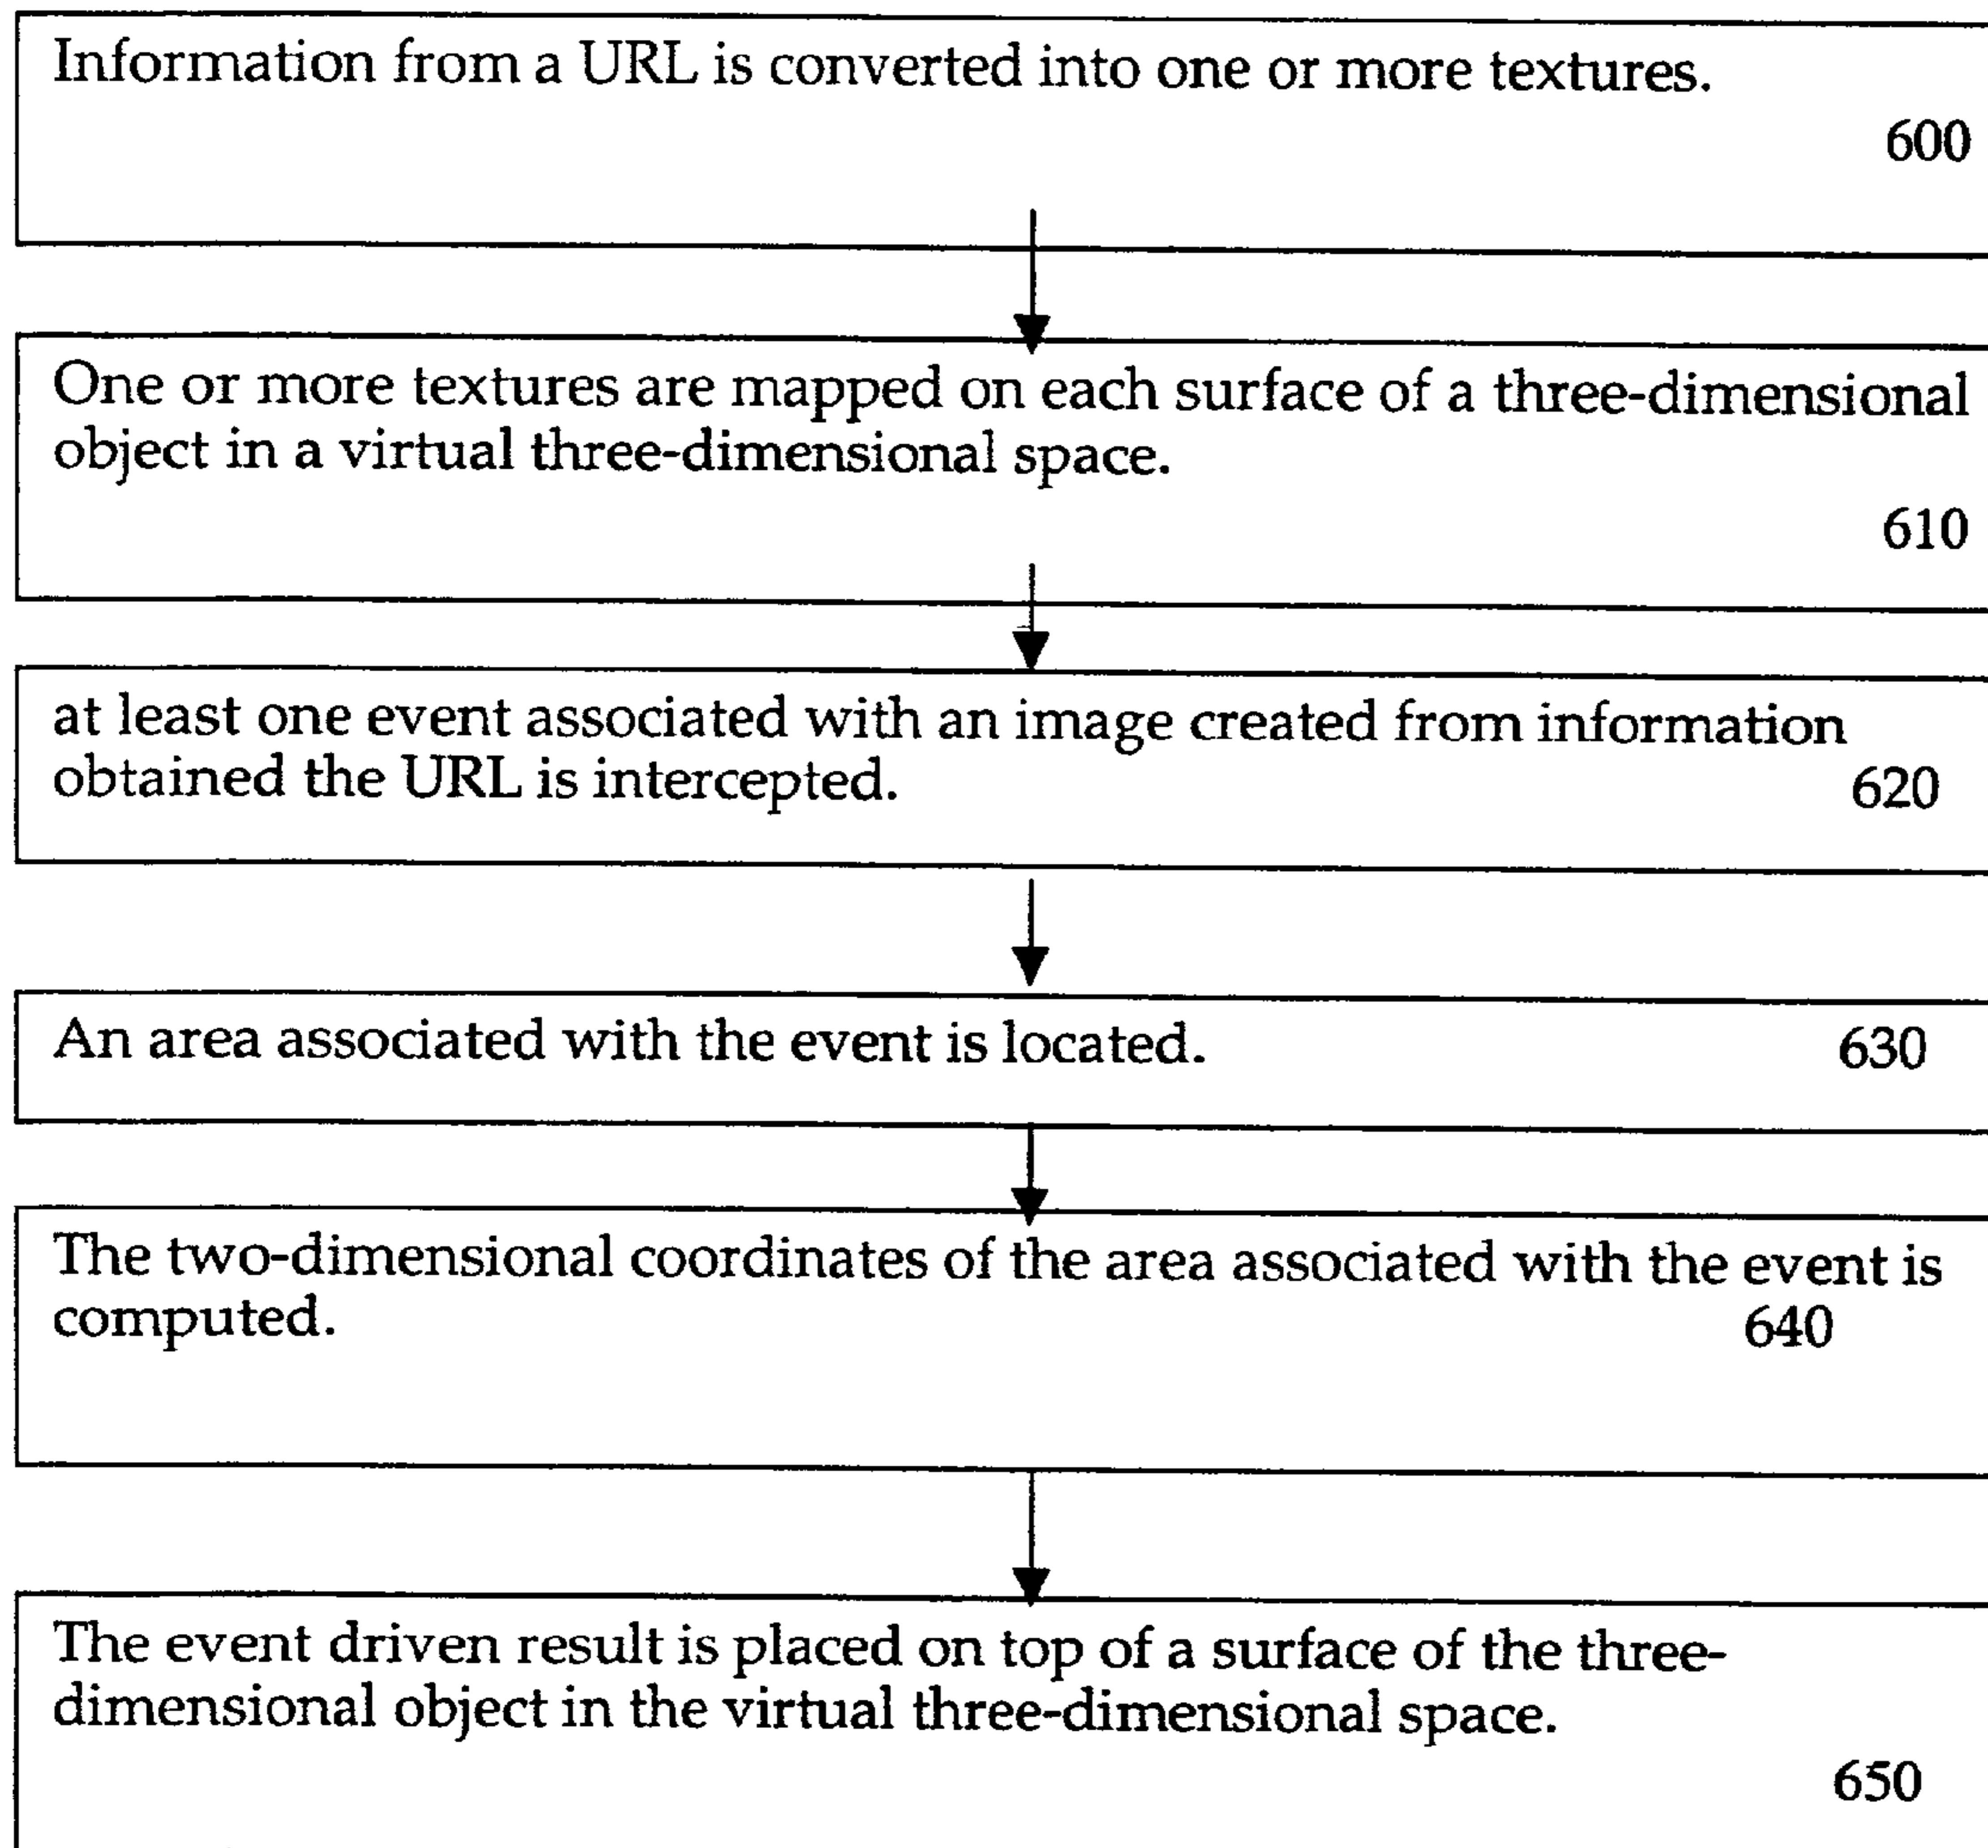 Information from a URL is converted into one or more textures.
600
One or more textures are mapped on each surface of a three-dimensional
object in a virtual three-dimensional space.
610
at least one event associated with an image created from information
obtained the URL is intercepted.
620
An area associated with the event is located.
630
The two-dimensional coordinates of the area associated with the event is
computed.
640
The event driven result is placed on top of a surface of the three-
dimensional object in the virtual three-dimensional space.
650